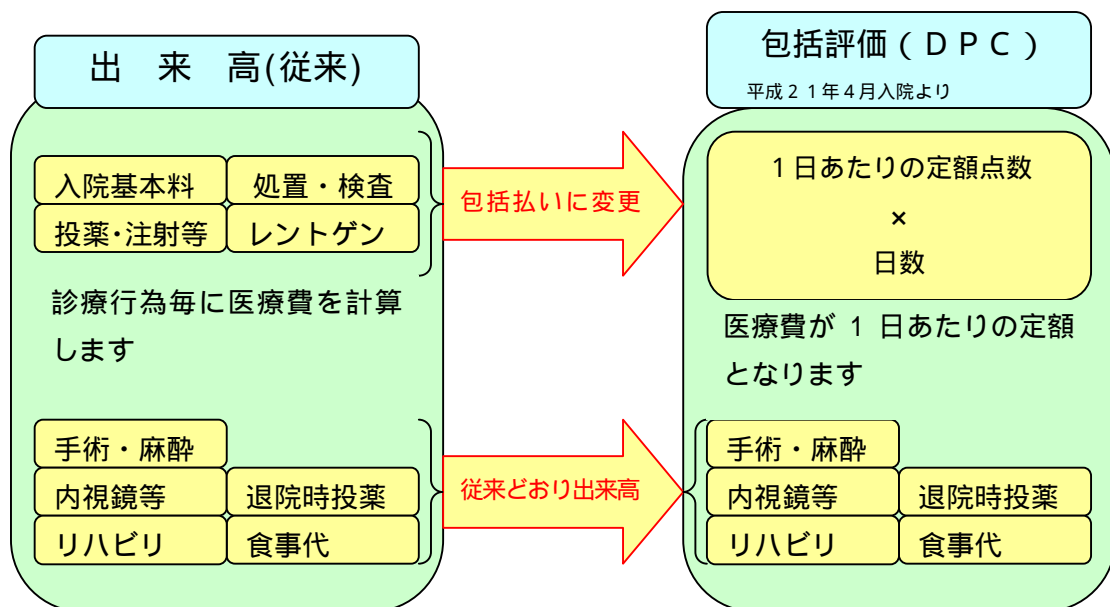 出　来　高(従来)
入院基本料
処置・検査
投薬・注射等
レントゲン
診療行為毎に医療費を計算
します
手術・麻酔
内視鏡等
退院時投薬
リハビリ
食事代
包括払いに変更
従来どおり出来高
包括評価（ＤＰＣ）
平成２１年４月入院より
１日あたりの定額点数
×
日数
医療費が 1 日あたりの定額
となります
手術・麻酔
内視鏡等
退院時投薬
リハビリ
食事代